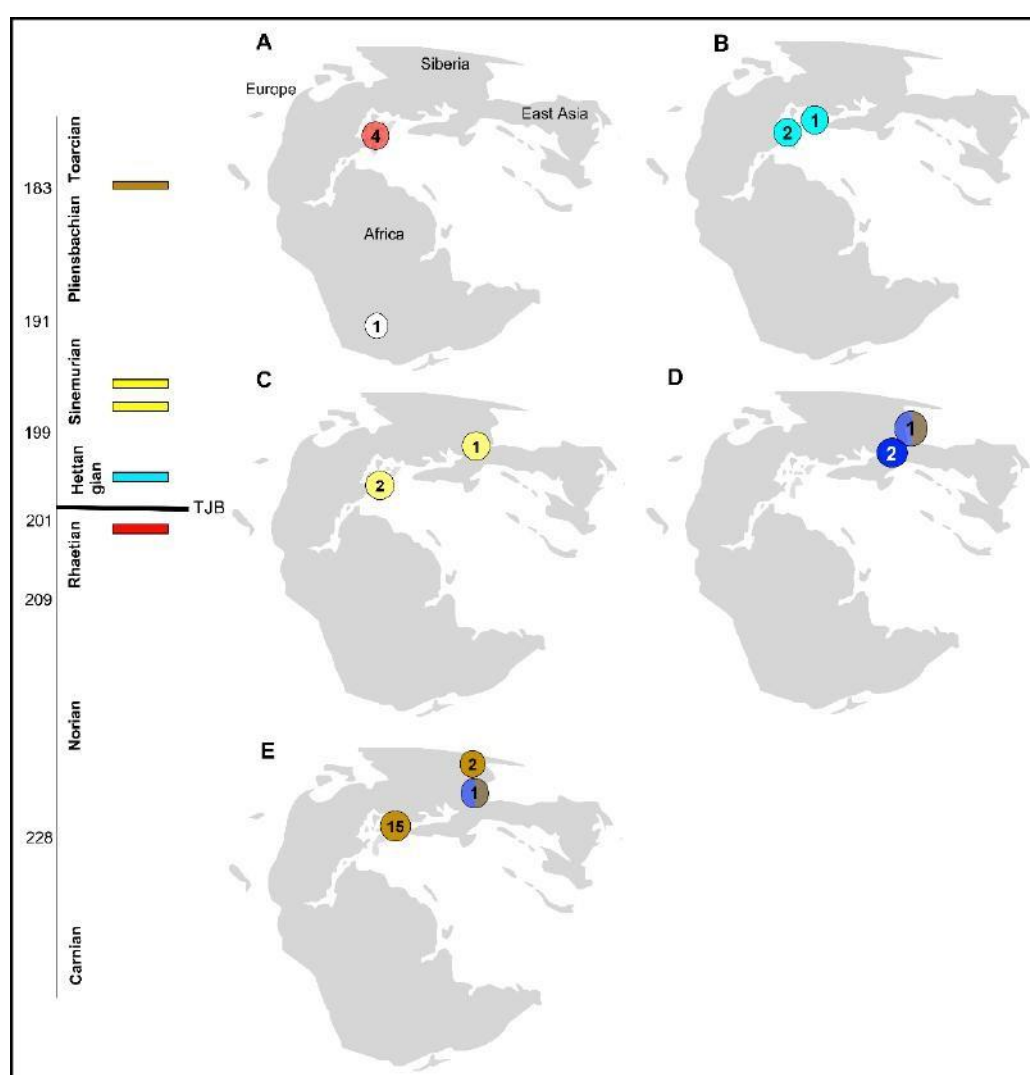 Toarcian
183
Pliensbachian
191
Sinemurian
199
Hettan
gian
TJB
201
Rhaetian
209
Norian
228
Carnian
A
Siberia
Europe
East Asia
4
Africa
1
B
1
2
C
1
2
D
1
2
E
2
1
15